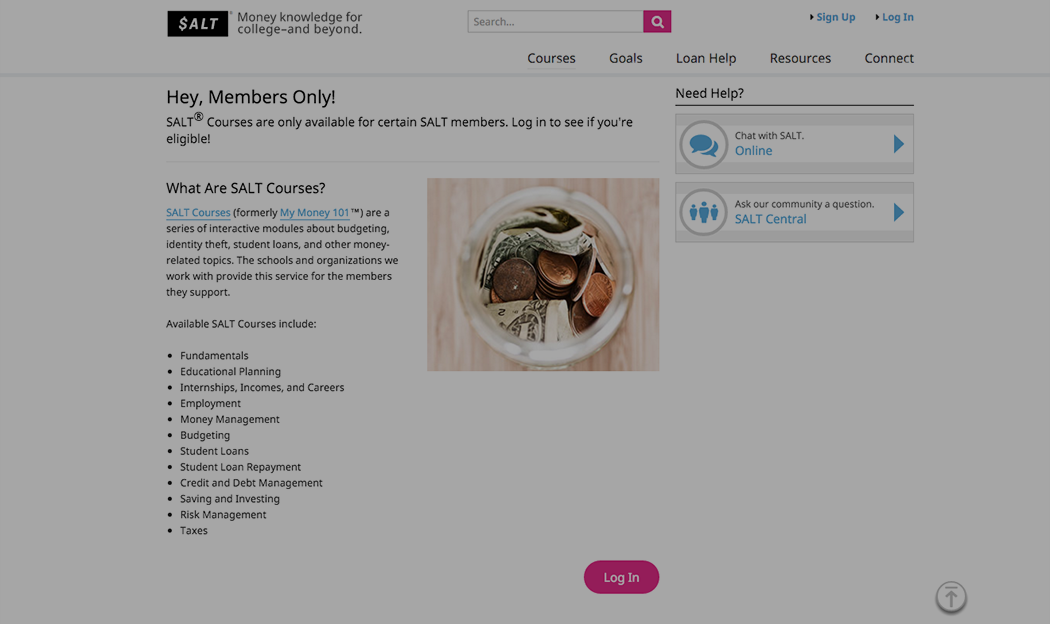 $ALT® Money knowledge for
college–and beyond.
Search...
Sign Up
Log In
Courses
Goals
Loan Help
Resources
Connect
Hey, Members Only!
SALT® Courses are only available for certain SALT members. Log in to see if you're
eligible!
What Are SALT Courses?
SALT Courses (formerly My Money 101™) are a
series of interactive modules about budgeting,
identity theft, student loans, and other money-
related topics. The schools and organizations we
work with provide this service for the members
they support.
Available SALT Courses include:
• Fundamentals
• Educational Planning
• Internships, Incomes, and Careers
• Employment
• Money Management
• Budgeting
• Student Loans
• Student Loan Repayment
• Credit and Debt Management
• Saving and Investing
• Risk Management
• Taxes
Log In
Need Help?
Chat with SALT.
Online
Ask our community a question.
SALT Central